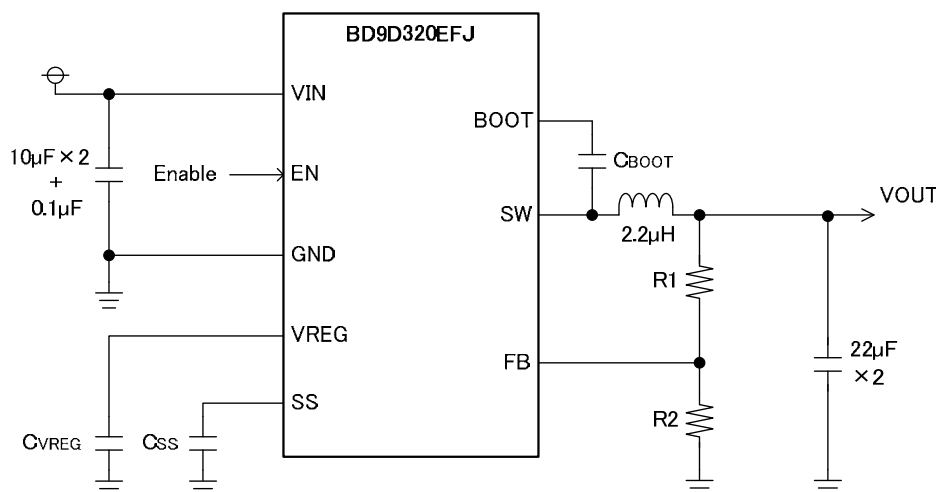 BD9D320EFJ
VIN
BOOT
10μF × 2
+
0.1μF
Enable
EN
CBOOT
SW
VOUT
2.2μH
GND
R1
VREG
FB
22μF
×2
SS
R2
CVREG
CSS